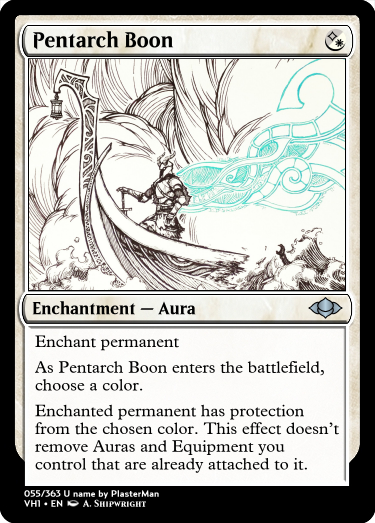 Pentarch Boon
Enchantment — Aura
Enchant permanent
As Pentarch Boon enters the battlefield,
choose a color.
Enchanted permanent has protection
from the chosen color. This effect doesn't
remove Auras and Equipment you
control that are already attached to it.
055/363 U name by PlasterMan
VH1 • EN A. Shipwright